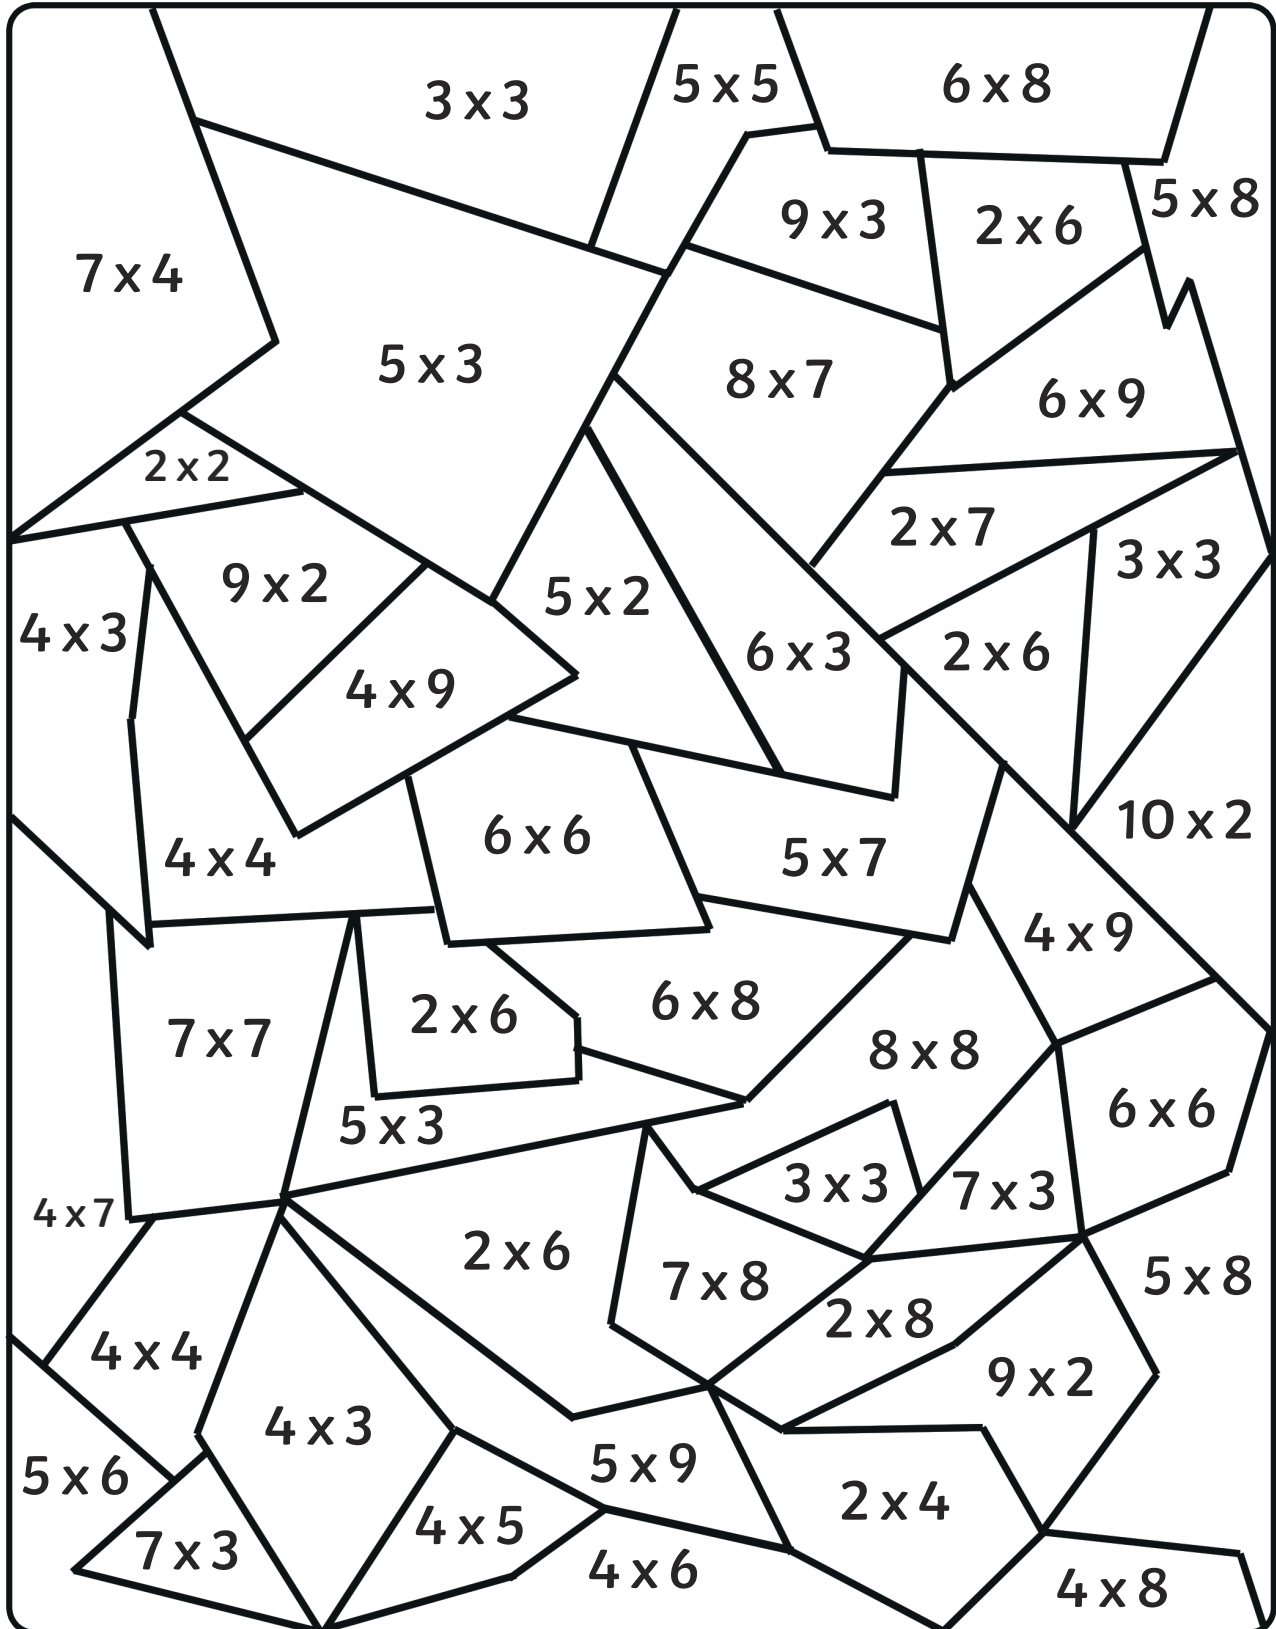 3 x 3
5 x 5
6 x 8
5 x 8
9 x 3
2 x 6
7 x 4
5 x 3
8 x 7
6 x 9
2 x 2
2 x 7
3 x 3
9 x 2
5 x 2
4 x 3
6 x 3
2 x 6
4 x 9
10 x 2
6 x 6
4 x 4
5 x 7
4 x 9
2 x 6
6 x 8
7 x 7
8 x 8
6 x 6
5 x 3
3 x 3
7 x 3
4 x 7
2 x 6
7 x 8
5 x 8
2 x 8
4 x 4
9 x 2
4 x 3
5 x 9
5 x 6
2 x 4
4 x 5
7 x 3
4 x 6
4 x 8